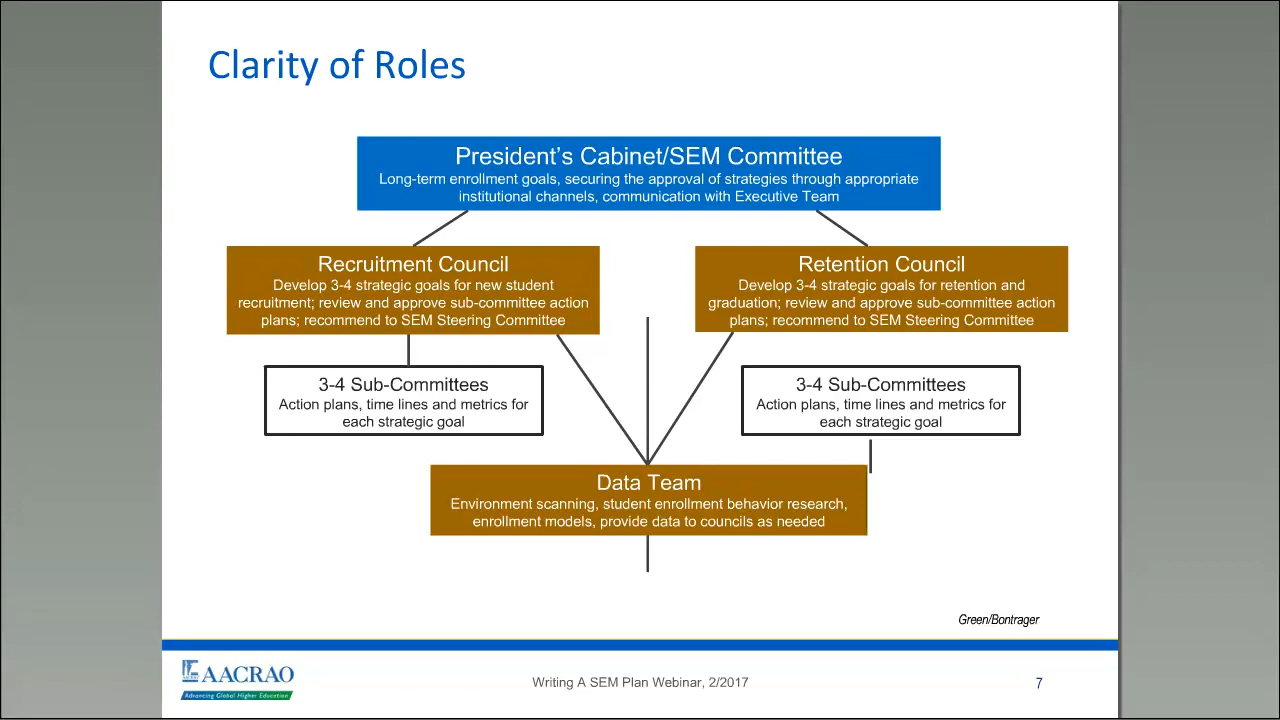 Clarity of Roles
President's Cabinet/SEM Committee
Long-term enrollment goals, securing the approval of strategies through appropriate
institutional channels, communication with Executive Team
Recruitment Council
Develop 3-4 strategic goals for new student
recruitment; review and approve sub-committee action
plans; recommend to SEM Steering Committee
Retention Council
Develop 3-4 strategic goals for retention and
graduation; review and approve sub-committee action
plans; recommend to SEM Steering Committee
3-4 Sub-Committees
Action plans, time lines and metrics for
each strategic goal
3-4 Sub-Committees
Action plans, time lines and metrics for
each strategic goal
Data Team
Environment scanning, student enrollment behavior research,
enrollment models, provide data to councils as needed
Green/Bontrager
AACRAO
Advancing Global Higher Education
Writing A SEM Plan Webinar, 2/2017
7